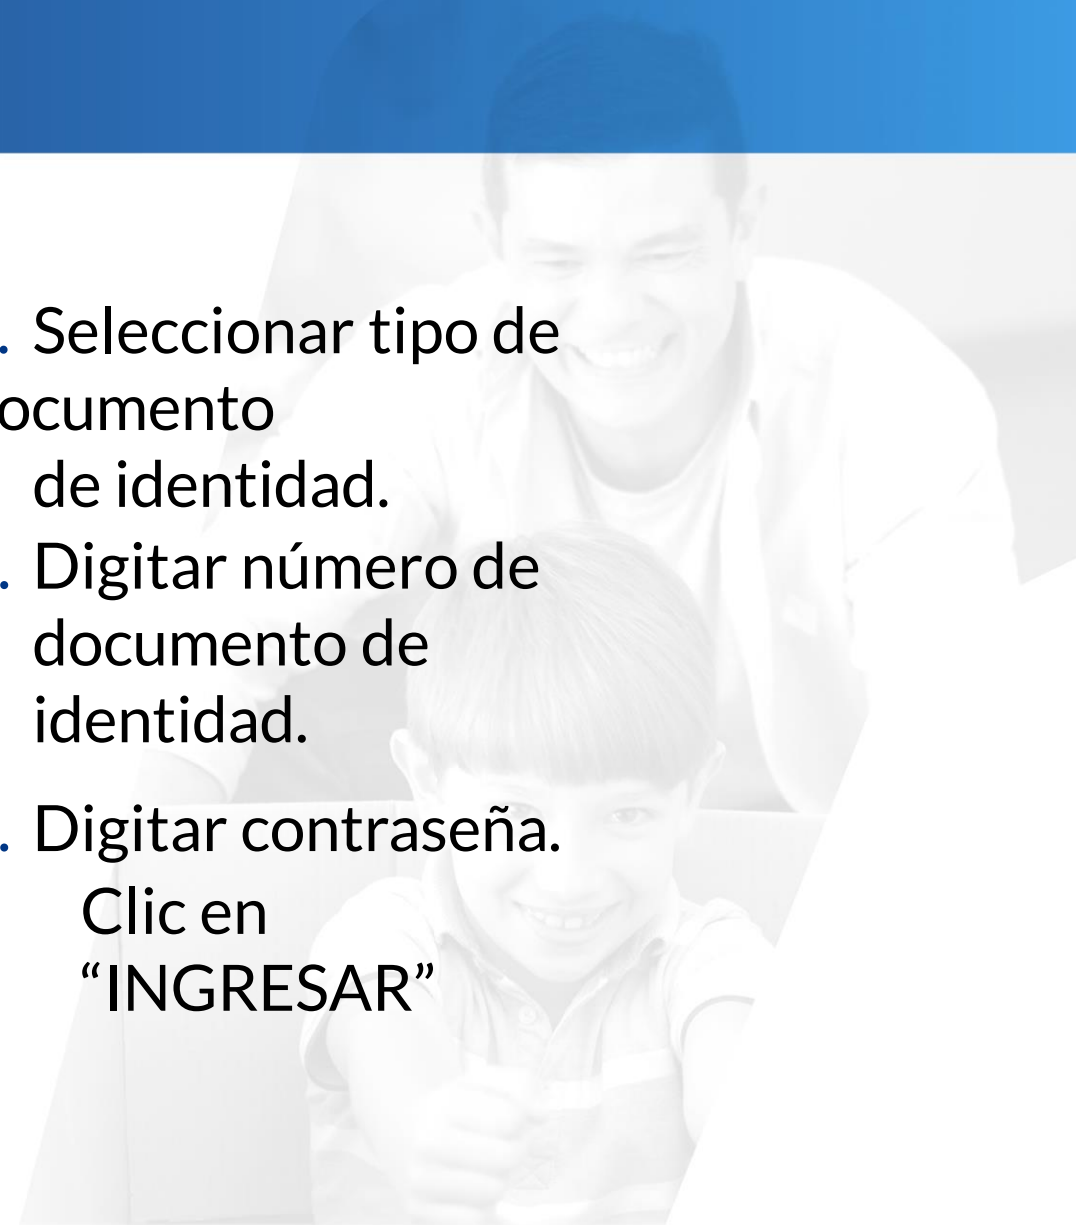 . Seleccionar tipo de
ocumento
de identidad.
. Digitar número de
documento de
identidad.
. Digitar contraseña.
Clic en
“INGRESAR”